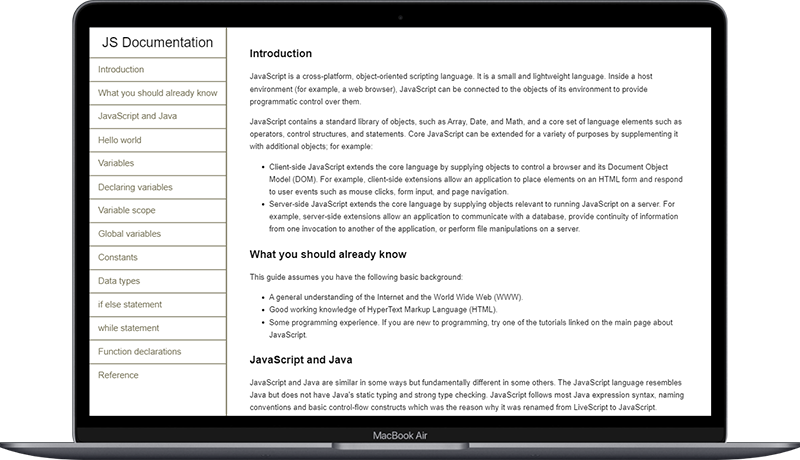 JS Documentation
Introduction
What you should already know
JavaScript and Java
Hello world
Variables
Declaring variables
Variable scope
Global variables
Constants
Data types
if else statement
while statement
Function declarations
Reference
Introduction
JavaScript is a cross-platform, object-oriented scripting language. It is a small and lightweight language. Inside a host
environment (for example, a web browser), JavaScript can be connected to the objects of its environment to provide
programmatic control over them.
JavaScript contains a standard library of objects, such as Array, Date, and Math, and a core set of language elements such as
operators, control structures, and statements. Core JavaScript can be extended for a variety of purposes by supplementing it
with additional objects; for example:
• Client-side JavaScript extends the core language by supplying objects to control a browser and its Document Object
Model (DOM). For example, client-side extensions allow an application to place elements on an HTML form and respond
to user events such as mouse clicks, form input, and page navigation.
• Server-side JavaScript extends the core language by supplying objects relevant to running JavaScript on a server. For
example, server-side extensions allow an application to communicate with a database, provide continuity of information
from one invocation to another of the application, or perform file manipulations on a server.
What you should already know
This guide assumes you have the following basic background:
• A general understanding of the Internet and the World Wide Web (WWW).
• Good working knowledge of HyperText Markup Language (HTML).
• Some programming experience. If you are new to programming, try one of the tutorials linked on the main page about
JavaScript.
JavaScript and Java
JavaScript and Java are similar in some ways but fundamentally different in some others. The JavaScript language resembles
Java but does not have Java's static typing and strong type checking. JavaScript follows most Java expression syntax, naming
conventions and basic control-flow constructs which was the reason why it was renamed from LiveScript to JavaScript.
MacBook Air